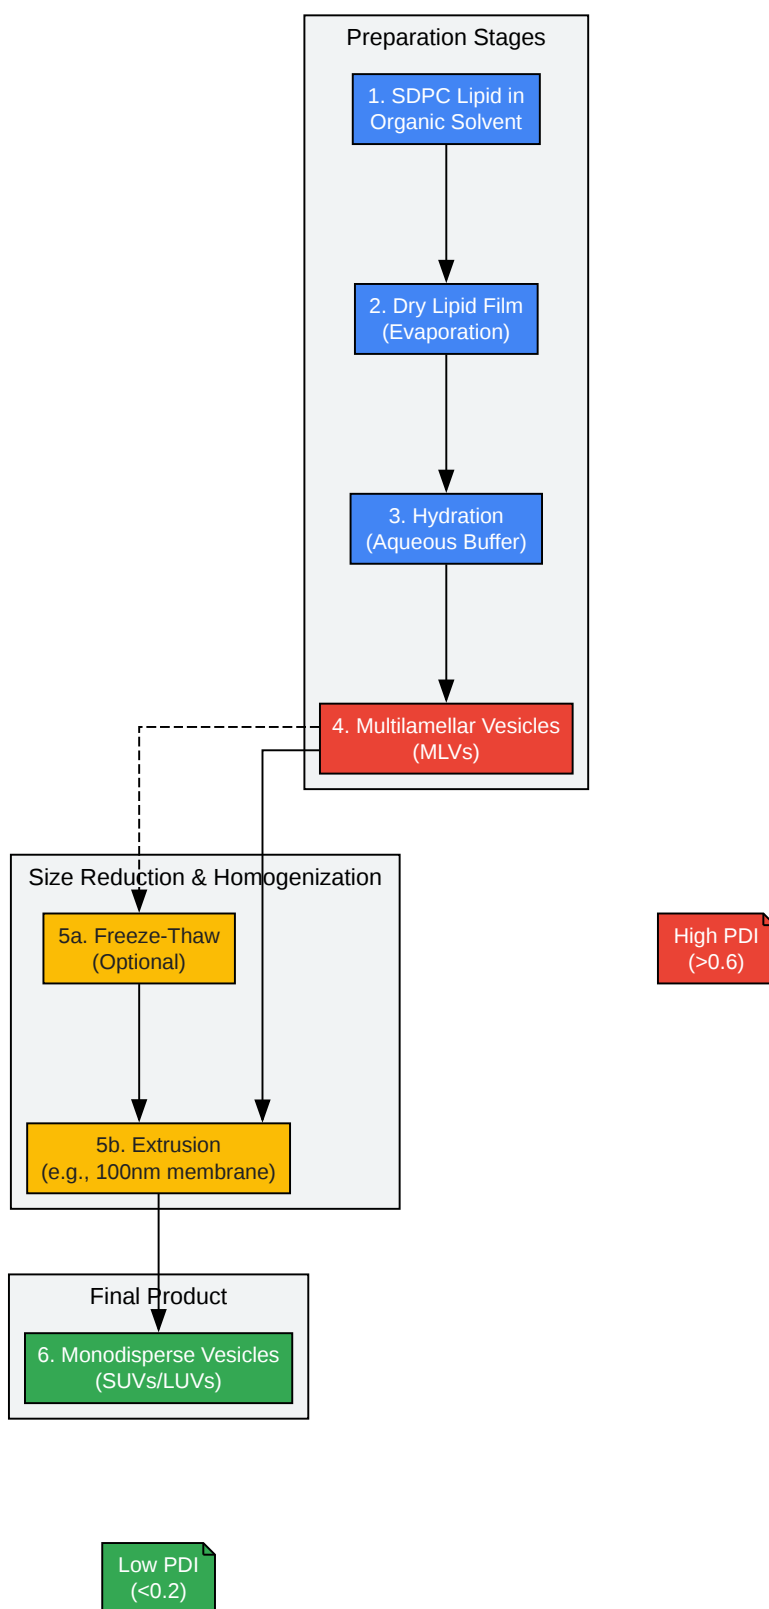 Preparation Stages
1. SDPC Lipid in
Organic Solvent
2. Dry Lipid Film
(Evaporation)
3. Hydration
(Aqueous Buffer)
4. Multilamellar Vesicles
(MLVs)
Size Reduction & Homogenization
5a. Freeze-Thaw
(Optional)
High PDI
(>0.6)
5b. Extrusion
(e.g., 100nm membrane)
Final Product
6. Monodisperse Vesicles
(SUVs/LUVs)
Low PDI
(<0.2)